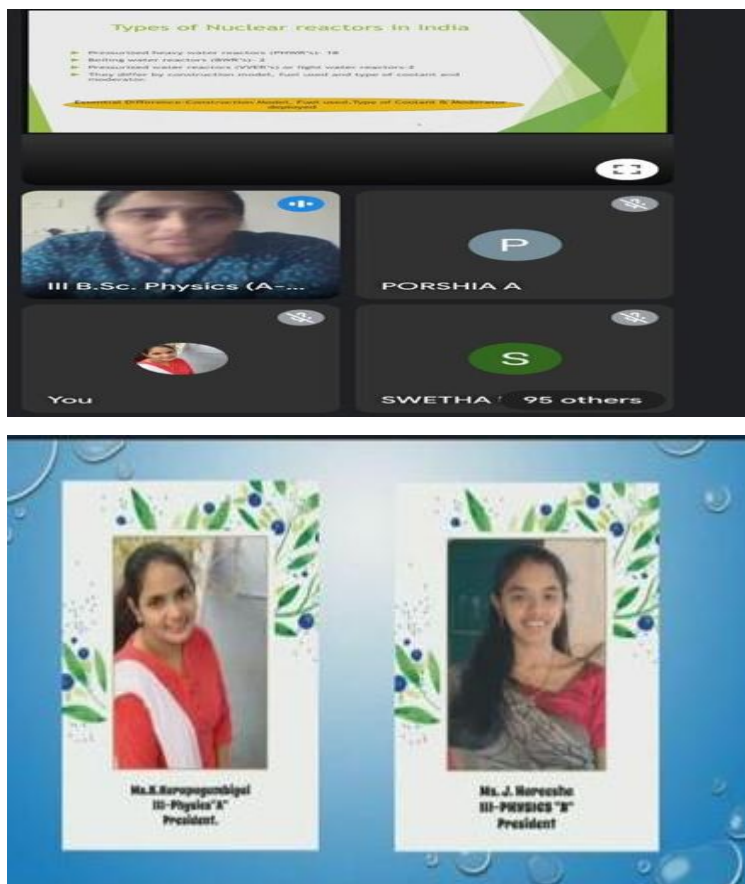 Types of Nuclear reactors in India
Pressurized heavy water reactors (PHWR's)- 18
Boiling water reactors (BWR's)- 2
Pressurized water reactors (VVER's) or light water reactors-2
They differ by construction model, fuel used and type of coolant and
moderator.
Essential Difference-Construction Model, Fuel used,Type of Coolant & Moderator
deployed
III B.Sc. Physics (A-...
P
PORSHIA A
You
S
SWETHA
95 others
III-Physics"A"
President.
Ms. J. Hareesha
III-PHYSICS "B"
President